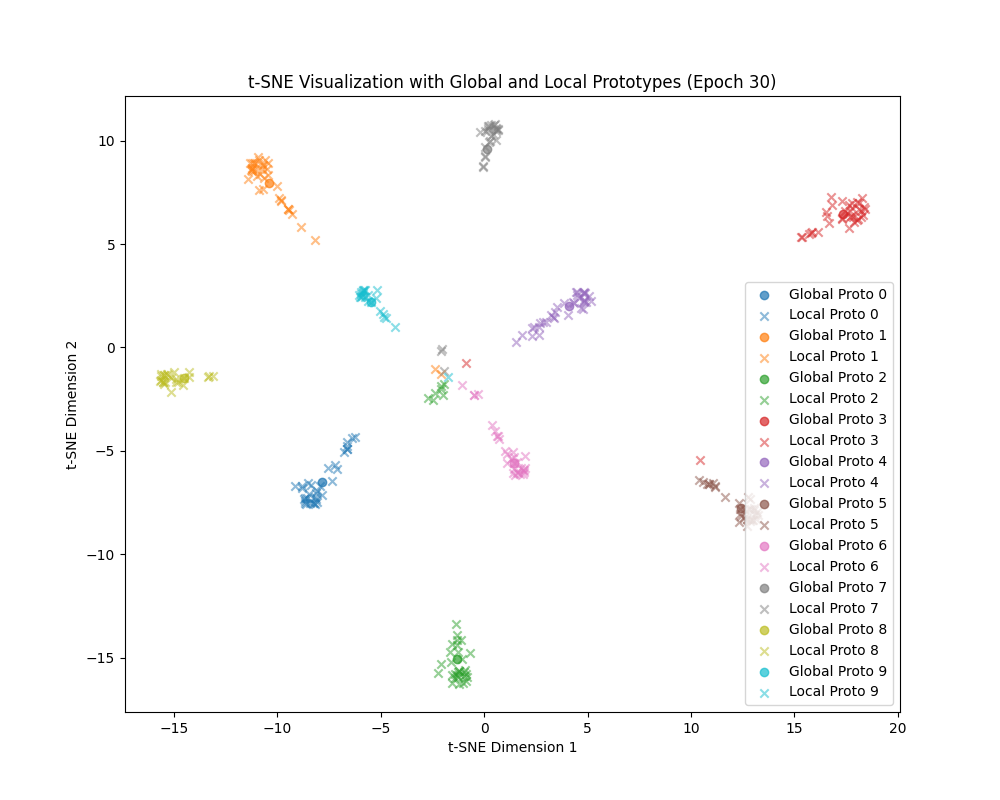 t-SNE Visualization with Global and Local Prototypes (Epoch 30)
10
5
0
−5
−10
−15
t-SNE Dimension 2
−15
−10
−5
0
5
10
15
20
t-SNE Dimension 1
Global Proto 0
Local Proto 0
Global Proto 1
Local Proto 1
Global Proto 2
Local Proto 2
Global Proto 3
Local Proto 3
Global Proto 4
Local Proto 4
Global Proto 5
Local Proto 5
Global Proto 6
Local Proto 6
Global Proto 7
Local Proto 7
Global Proto 8
Local Proto 8
Global Proto 9
Local Proto 9